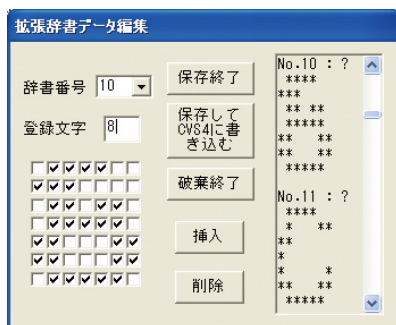 拡張辞書データ編集
辞書番号 10
登録文字 8
保存終了
保存して
CVS4に書
き込む
破棄終了
挿入
削除
No.10 : ?
 ****
***
 ** **
 *****
**   **
**   **
 *****
No.11 : ?
 ****
 *   **
**
*
*     *
**   **
 *****